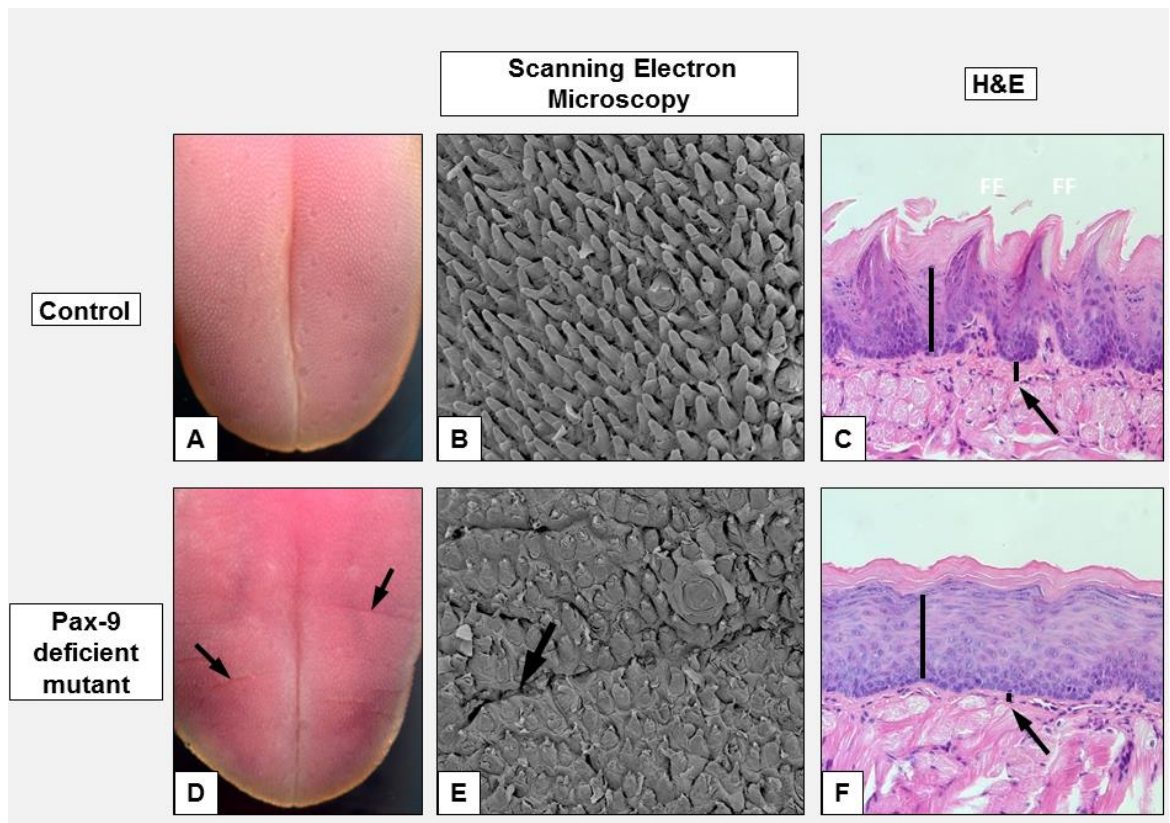 Scanning Electron
Microscopy
H&E
Control
FF FF
A
B
C
Pax-9
deficient
mutant
D
E
F